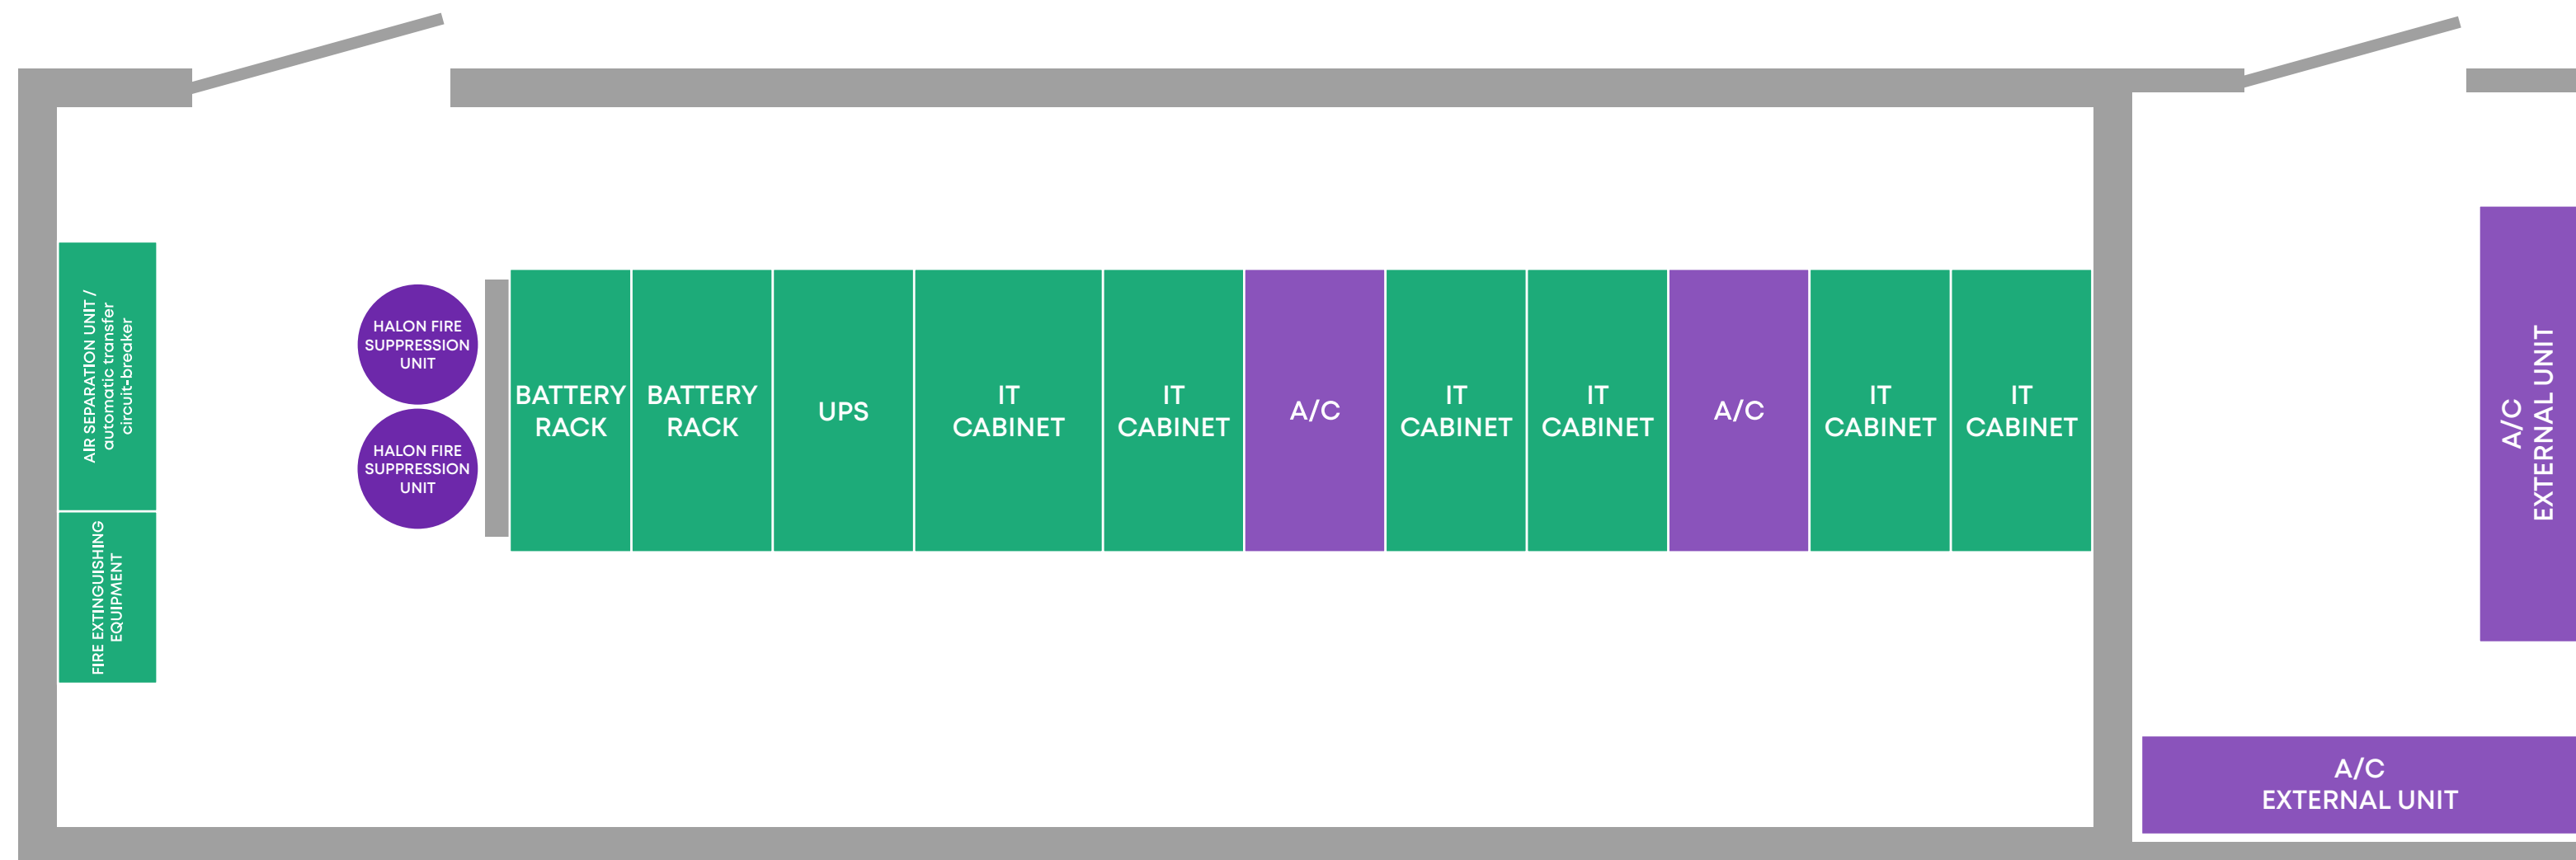 AIR SEPARATION UNIT /
automatic transfer
circuit-breaker
FIRE EXTINGUISHING
EQUIPMENT
HALON FIRE
SUPPRESSION
UNIT
HALON FIRE
SUPPRESSION
UNIT
BATTERY
RACK
BATTERY
RACK
UPS
IT
CABINET
IT
CABINET
A/C
IT
CABINET
IT
CABINET
A/C
IT
CABINET
IT
CABINET
A/C
EXTERNAL UNIT
A/C
EXTERNAL UNIT